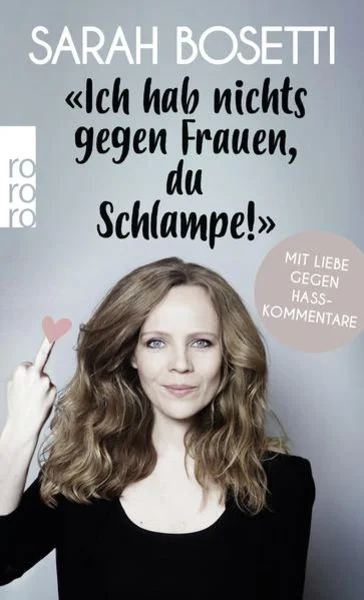 SARAH BOSETTI
«Ich hab nichts
gegen Frauen,
du
Schlampe!»
ro
ro
ro
MIT LIEBE
GEGEN
HASS-
KOMMENTARE